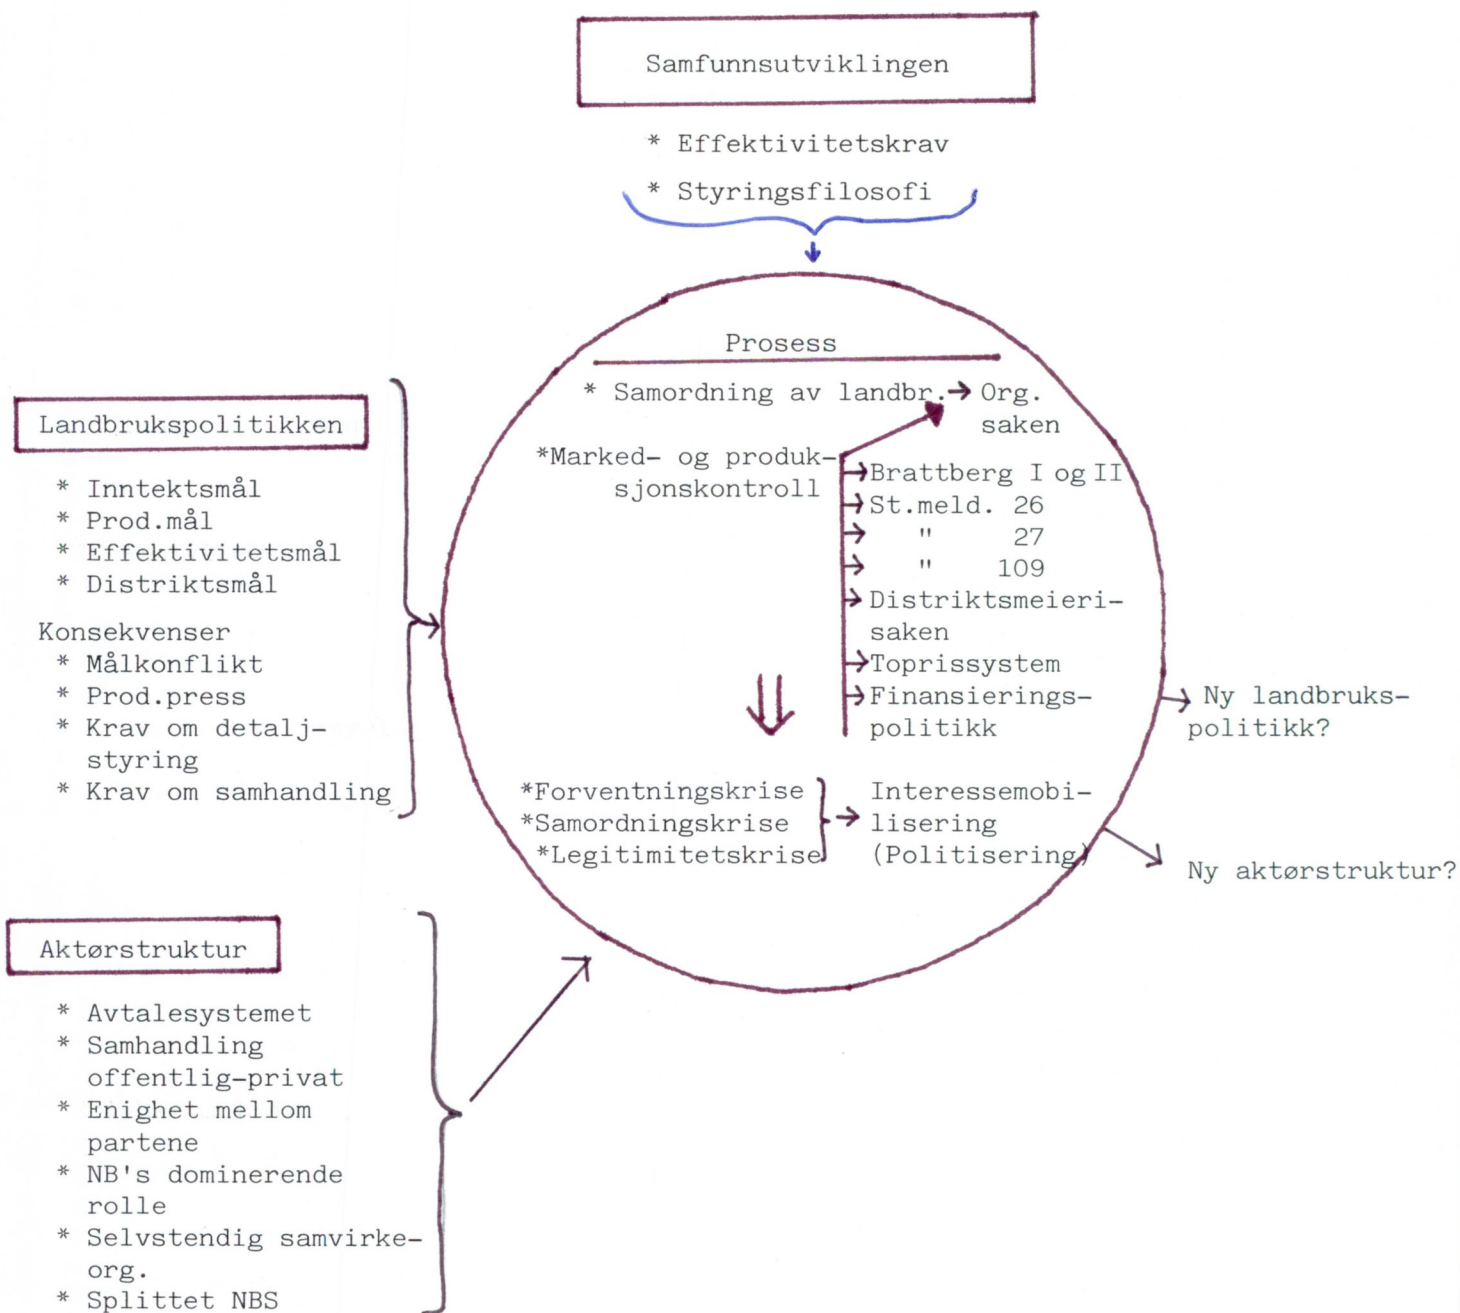 Samfunnsutviklingen
* Effektivitetskrav
* Styringsfilosofi
Landbrukspolitikken
* Inntektsmål
* Prod.mål
* Effektivitetsmål
* Distriktsmål
Konsekvenser
* Målkonflikt
* Prod.press
* Krav om detalj-
styring
* Krav om samhandling
Aktørstruktur
* Avtalesystemet
* Samhandling
offentlig-privat
* Enighet mellom
partene
* NB's dominerende
rolle
* Selvstendig samvirke-
org.
* Splittet NBS
Prosess
* Samordning av landbr. → Org.
saken
*Marked- og produk-
sjonskontroll
Brattberg I og II
St.meld. 26
" 27
" 109
Distriktsmeieri-
saken
Toprissystem
Finansierings-
politikk
*Forventningskrise
*Samordningskrise
*Legitimitetskrise
Interessemobi-
lisering
(Politisering)
Ny landbruks-
politikk?
Ny aktørstruktur?